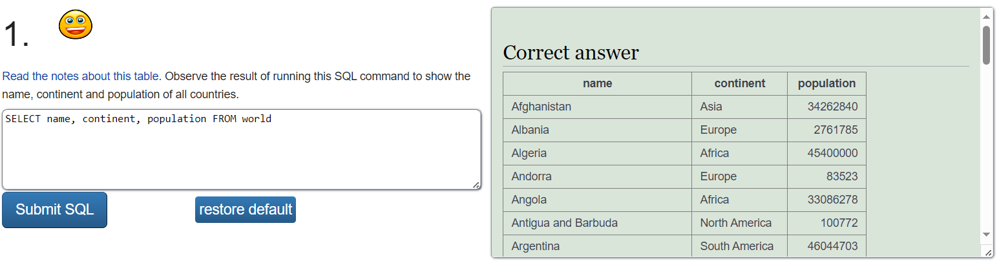 1.
Read the notes about this table. Observe the result of running this SQL command to show the
name, continent and population of all countries.
SELECT name, continent, population FROM world
Submit SQL
restore default
Correct answer
name continent population
Afghanistan Asia 34262840
Albania Europe 2761785
Algeria Africa 45400000
Andorra Europe 83523
Angola Africa 33086278
Antigua and Barbuda North America 100772
Argentina South America 46044703